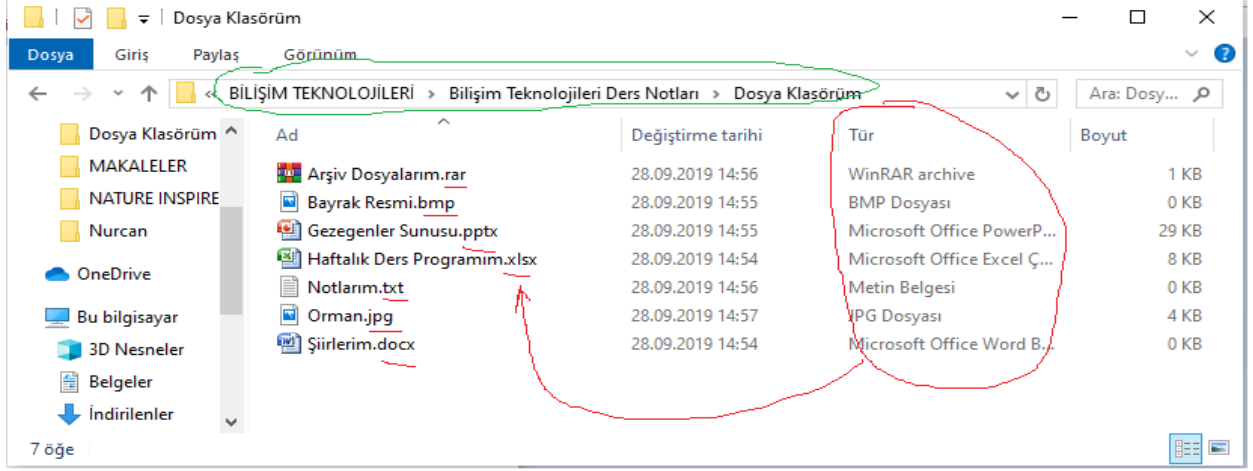 Dosya Klasörüm
Dosya Giriş Paylaş Görünüm
« BİLİŞİM TEKNOLOJİLERİ > Bilişim Teknolojileri Ders Notları > Dosya Klasörüm Ara: Dosy...
Dosya Klasörüm
MAKALELER
NATURE INSPIRE
Nurcan
OneDrive
Bu bilgisayar
3D Nesneler
Belgeler
İndirilenler
Ad Değiştirme tarihi Tür Boyut
Arşiv Dosyalarım.rar 28.09.2019 14:56 WinRAR archive 1 KB
Bayrak Resmi.bmp 28.09.2019 14:55 BMP Dosyası 0 KB
Gezegenler Sunusu.pptx 28.09.2019 14:55 Microsoft Office PowerP... 29 KB
Haftalık Ders Programım.xlsx 28.09.2019 14:54 Microsoft Office Excel Ç... 8 KB
Notlarım.txt 28.09.2019 14:56 Metin Belgesi 0 KB
Orman.jpg 28.09.2019 14:57 JPG Dosyası 4 KB
Şiirlerim.docx 28.09.2019 14:54 Microsoft Office Word B... 0 KB
7 öğe